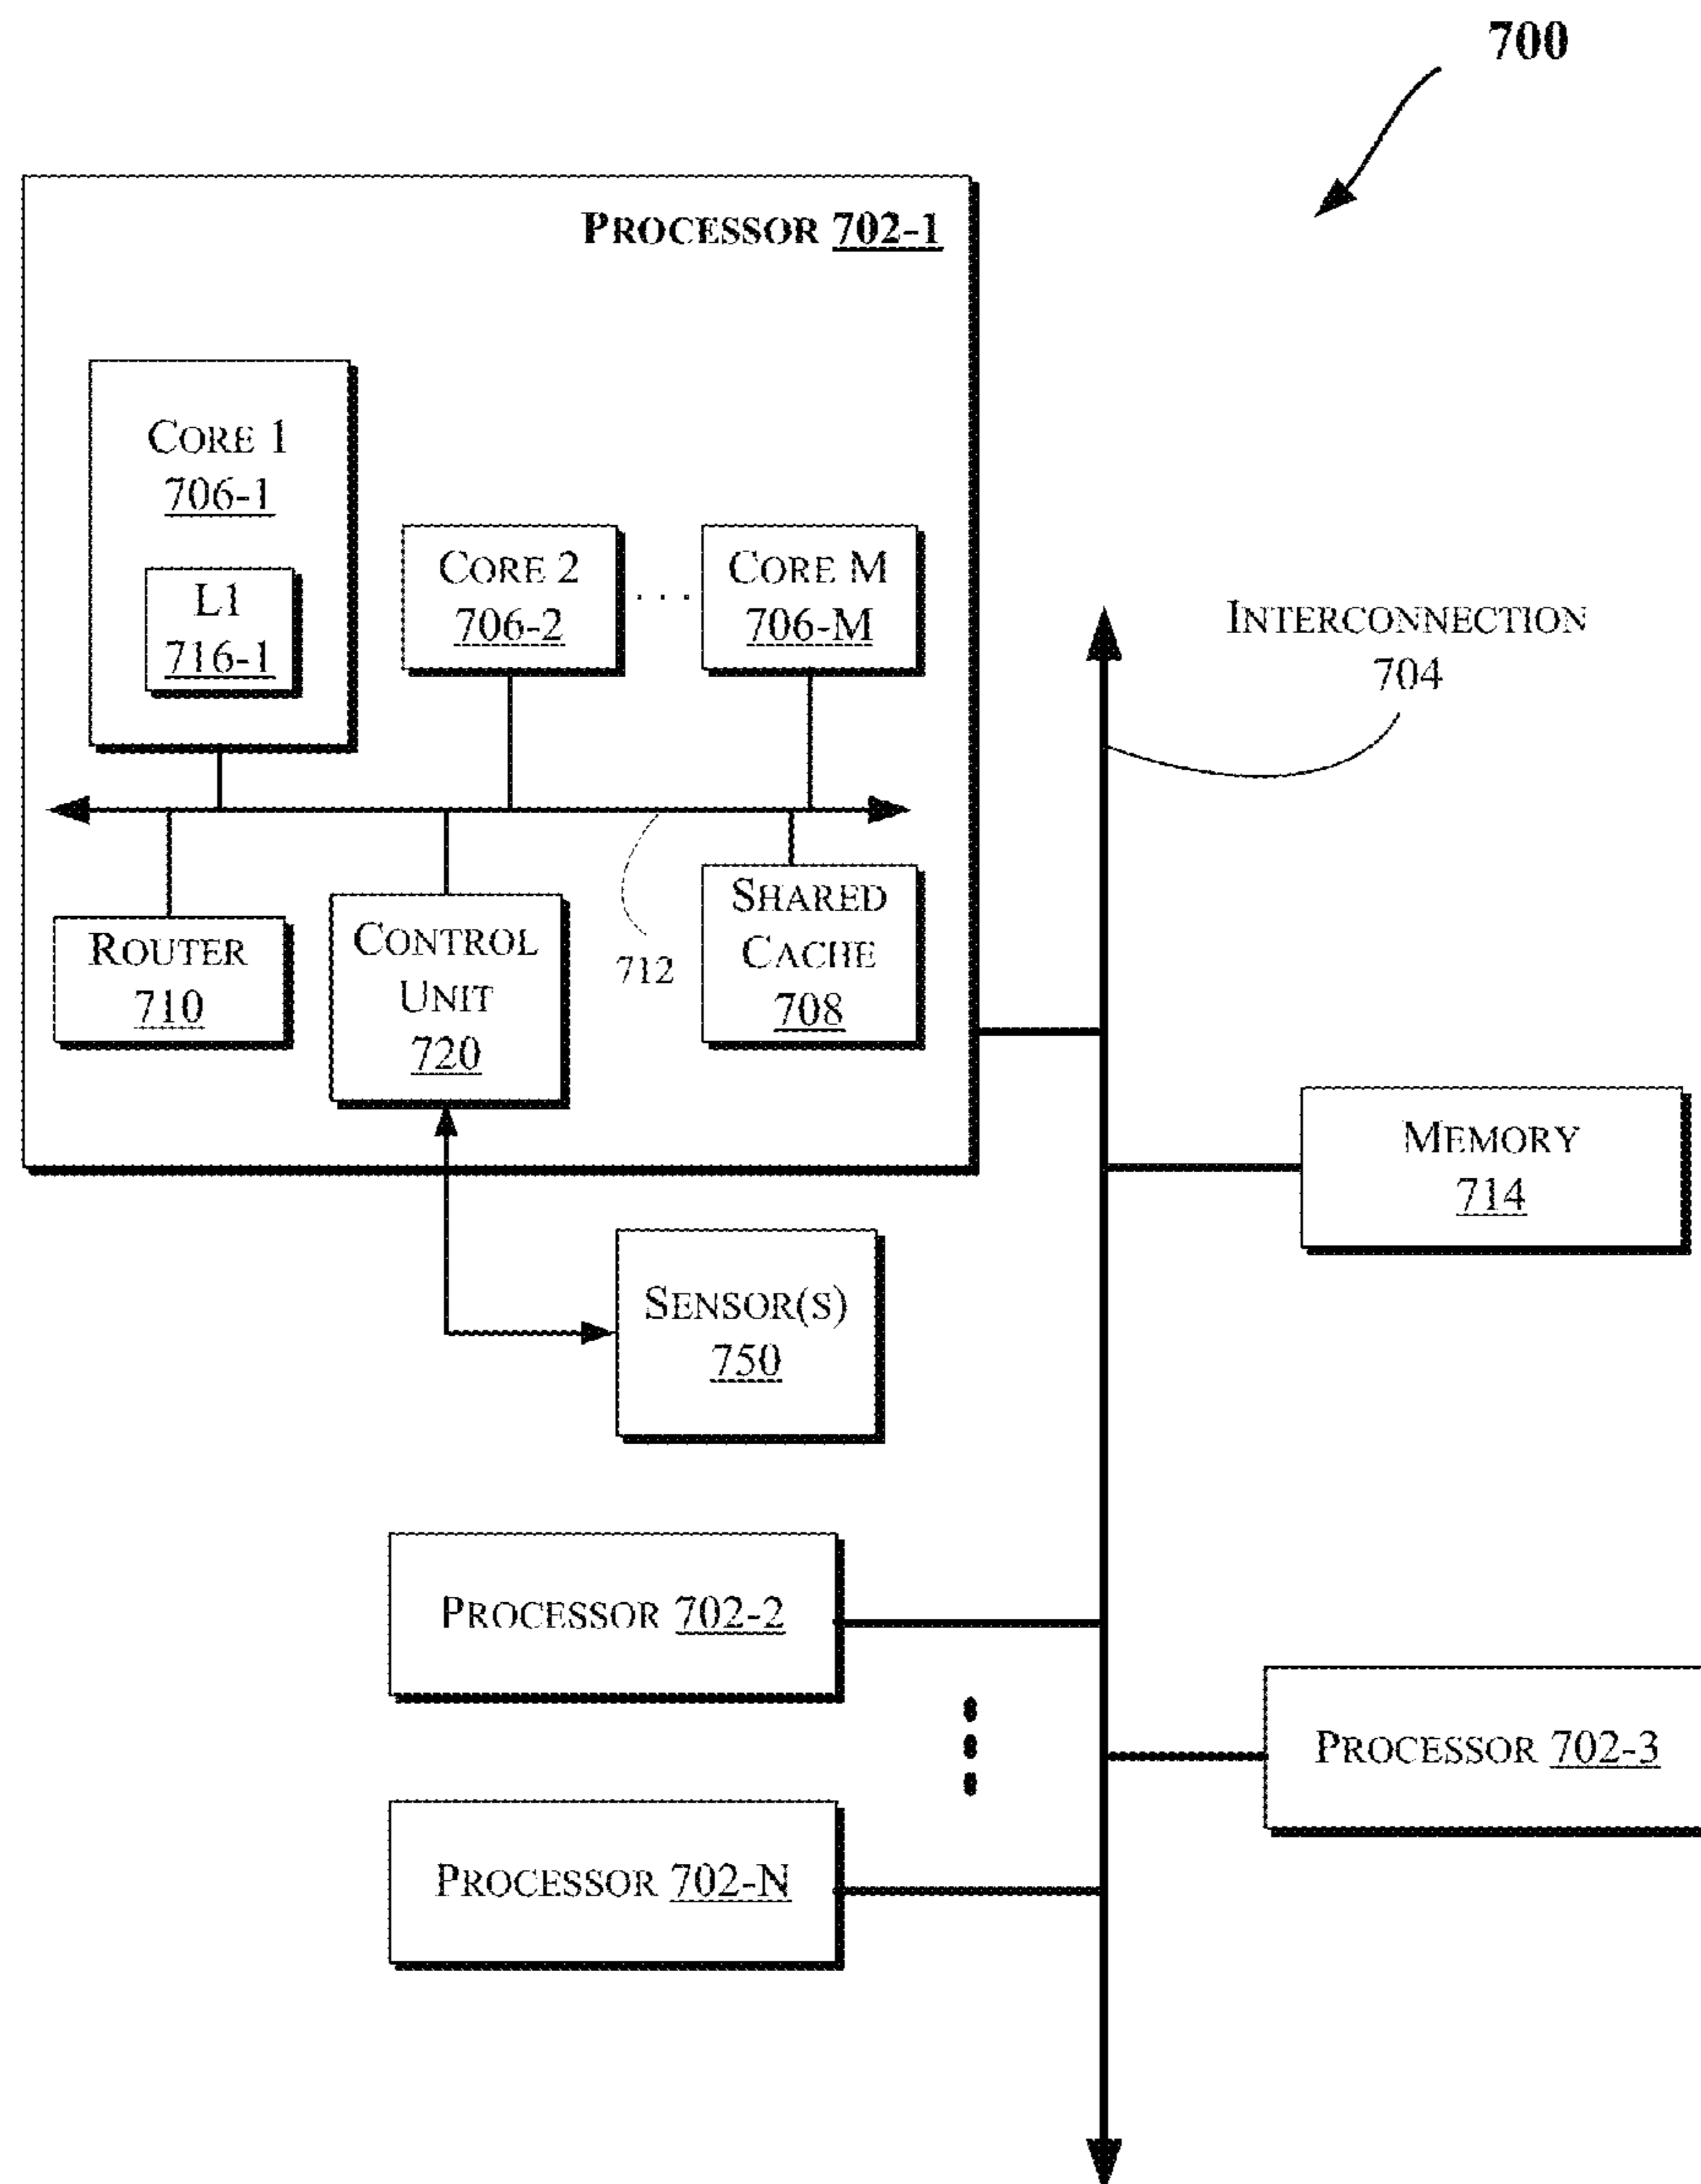 700
PROCESSOR 702-1
CORE 1
706-1
L1
716-1
CORE 2
706-2
. . .
CORE M
706-M
INTERCONNECTION
704
ROUTER
710
CONTROL
UNIT
720
712
SHARED
CACHE
708
MEMORY
714
SENSOR(S)
750
PROCESSOR 702-2
PROCESSOR 702-3
PROCESSOR 702-N